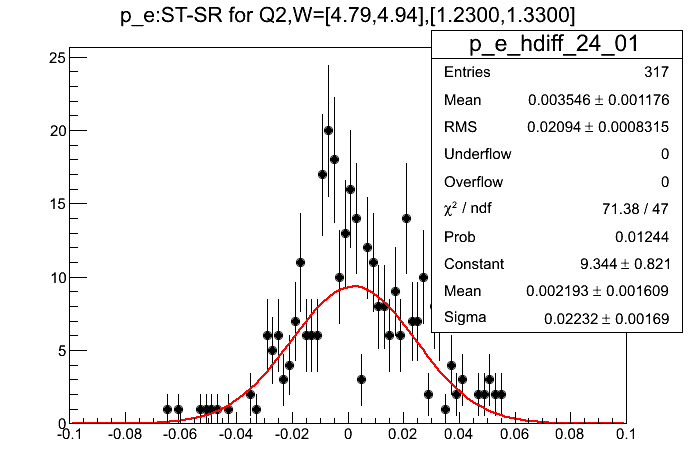 p_e:ST-SR for Q2,W=[4.79,4.94],[1.2300,1.3300]
p_e_hdiff_24_01
Entries 317
Mean 0.003546 ± 0.001176
RMS 0.02094 ± 0.0008315
Underflow 0
Overflow 0
χ² / ndf 71.38 / 47
Prob 0.01244
Constant 9.344 ± 0.821
Mean 0.002193 ± 0.001609
Sigma 0.02232 ± 0.00169
25
20
15
10
5
0
-0.1 -0.08 -0.06 -0.04 -0.02 0 0.02 0.04 0.06 0.08 0.1